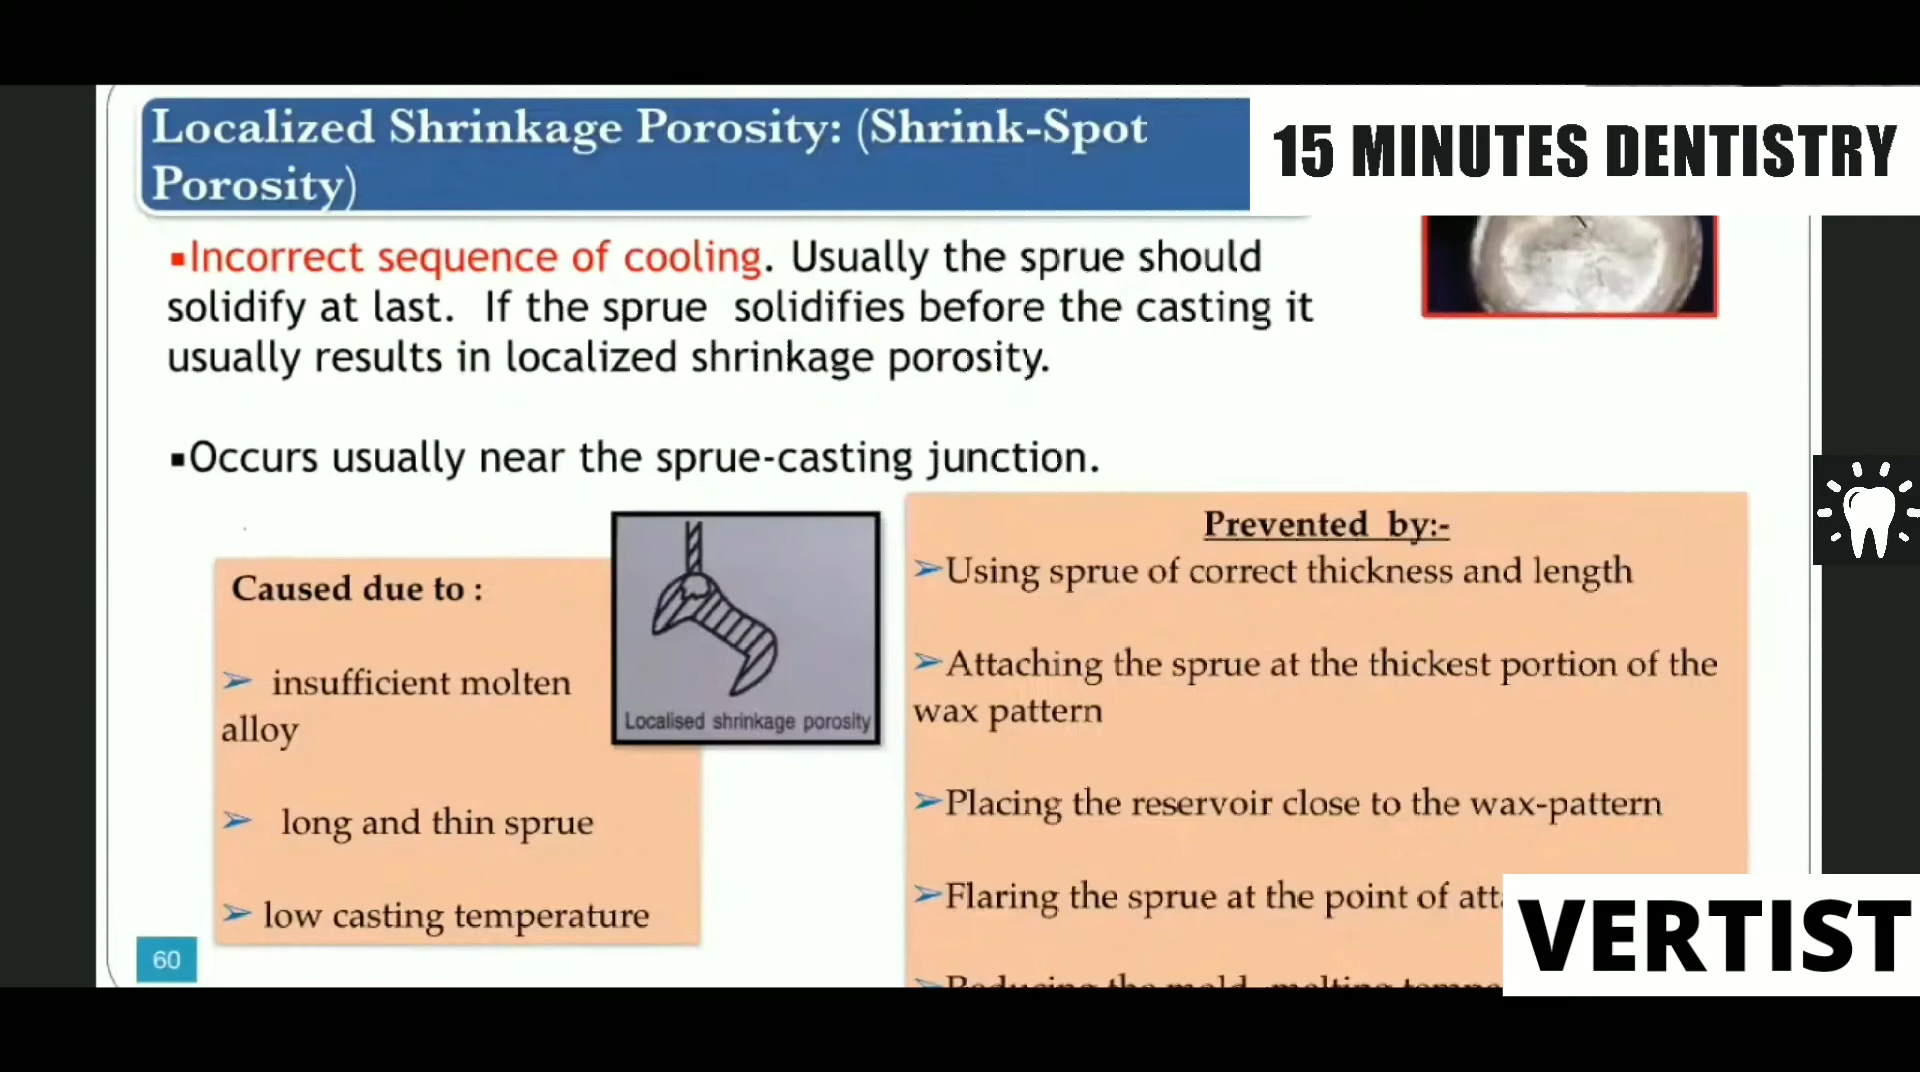 Localized Shrinkage Porosity: (Shrink-Spot
Porosity)
15 MINUTES DENTISTRY
▪Incorrect sequence of cooling. Usually the sprue should
solidify at last. If the sprue solidifies before the casting it
usually results in localized shrinkage porosity.
▪Occurs usually near the sprue-casting junction.
Caused due to :
➢ insufficient molten
alloy
➢ long and thin sprue
➢ low casting temperature
Localised shrinkage porosity
Prevented by:-
➢Using sprue of correct thickness and length
➢Attaching the sprue at the thickest portion of the
wax pattern
➢Placing the reservoir close to the wax-pattern
➢Flaring the sprue at the point of
➢Reducing the mold- melting
VERTIST
60